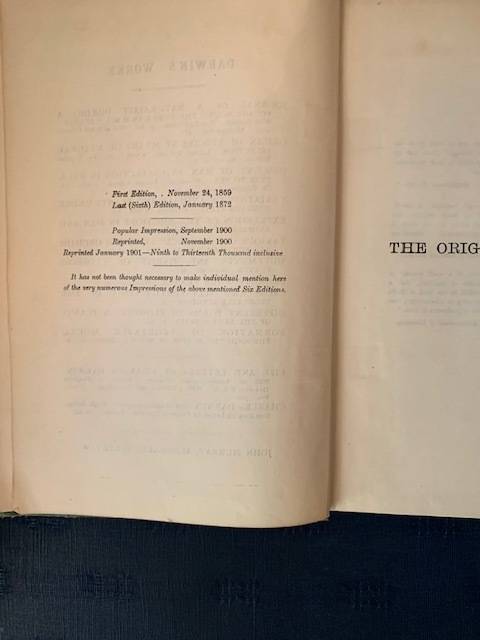 First Edition, . November 24, 1859
Last (Sixth) Edition, January 1872
Popular Impression, September 1900
Reprinted, November 1900
Reprinted January 1901—Ninth to Thirteenth Thousand inclusive
It has not been thought necessary to make individual mention here
of the very numerous Impressions of the above mentioned Six Editions.
THE ORIG